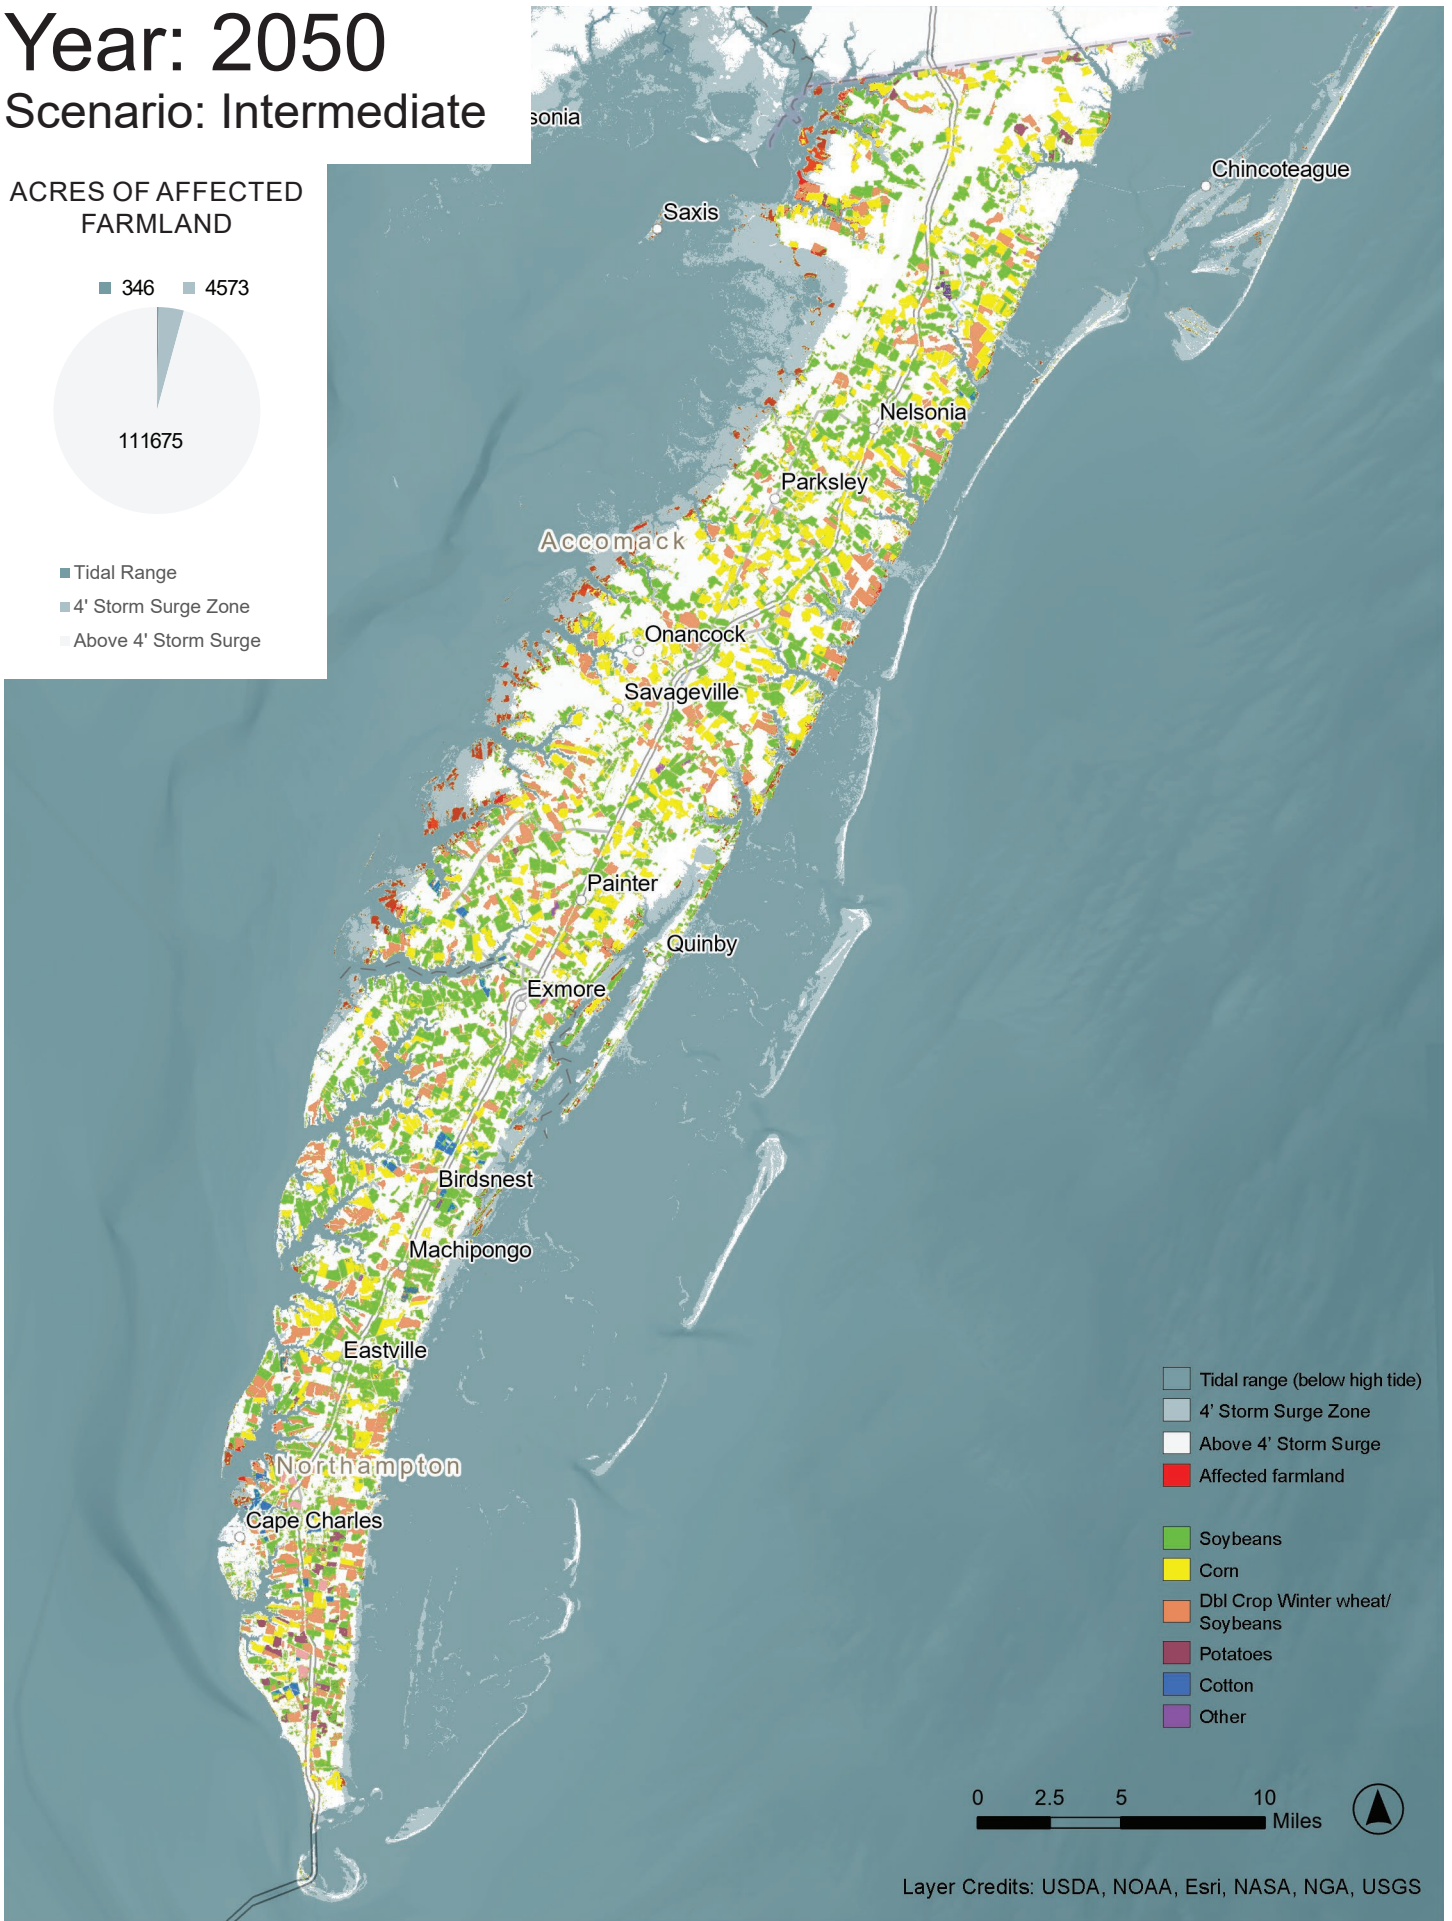 Year: 2050
Scenario: Intermediate
ACRES OF AFFECTED
FARMLAND
346 4573
111675
Tidal Range
4' Storm Surge Zone
Above 4' Storm Surge
sonia
Chincoteague
Saxis
Nelsonia
Parksley
Accomack
Onancock
Savageville
Painter
Quinby
Exmore
Birdsnest
Machipongo
Eastville
Northampton
Cape Charles
Tidal range (below high tide)
4’ Storm Surge Zone
Above 4’ Storm Surge
Affected farmland
Soybeans
Corn
Dbl Crop Winter wheat/
Soybeans
Potatoes
Cotton
Other
0 2.5 5 10
Miles
Layer Credits: USDA, NOAA, Esri, NASA, NGA, USGS